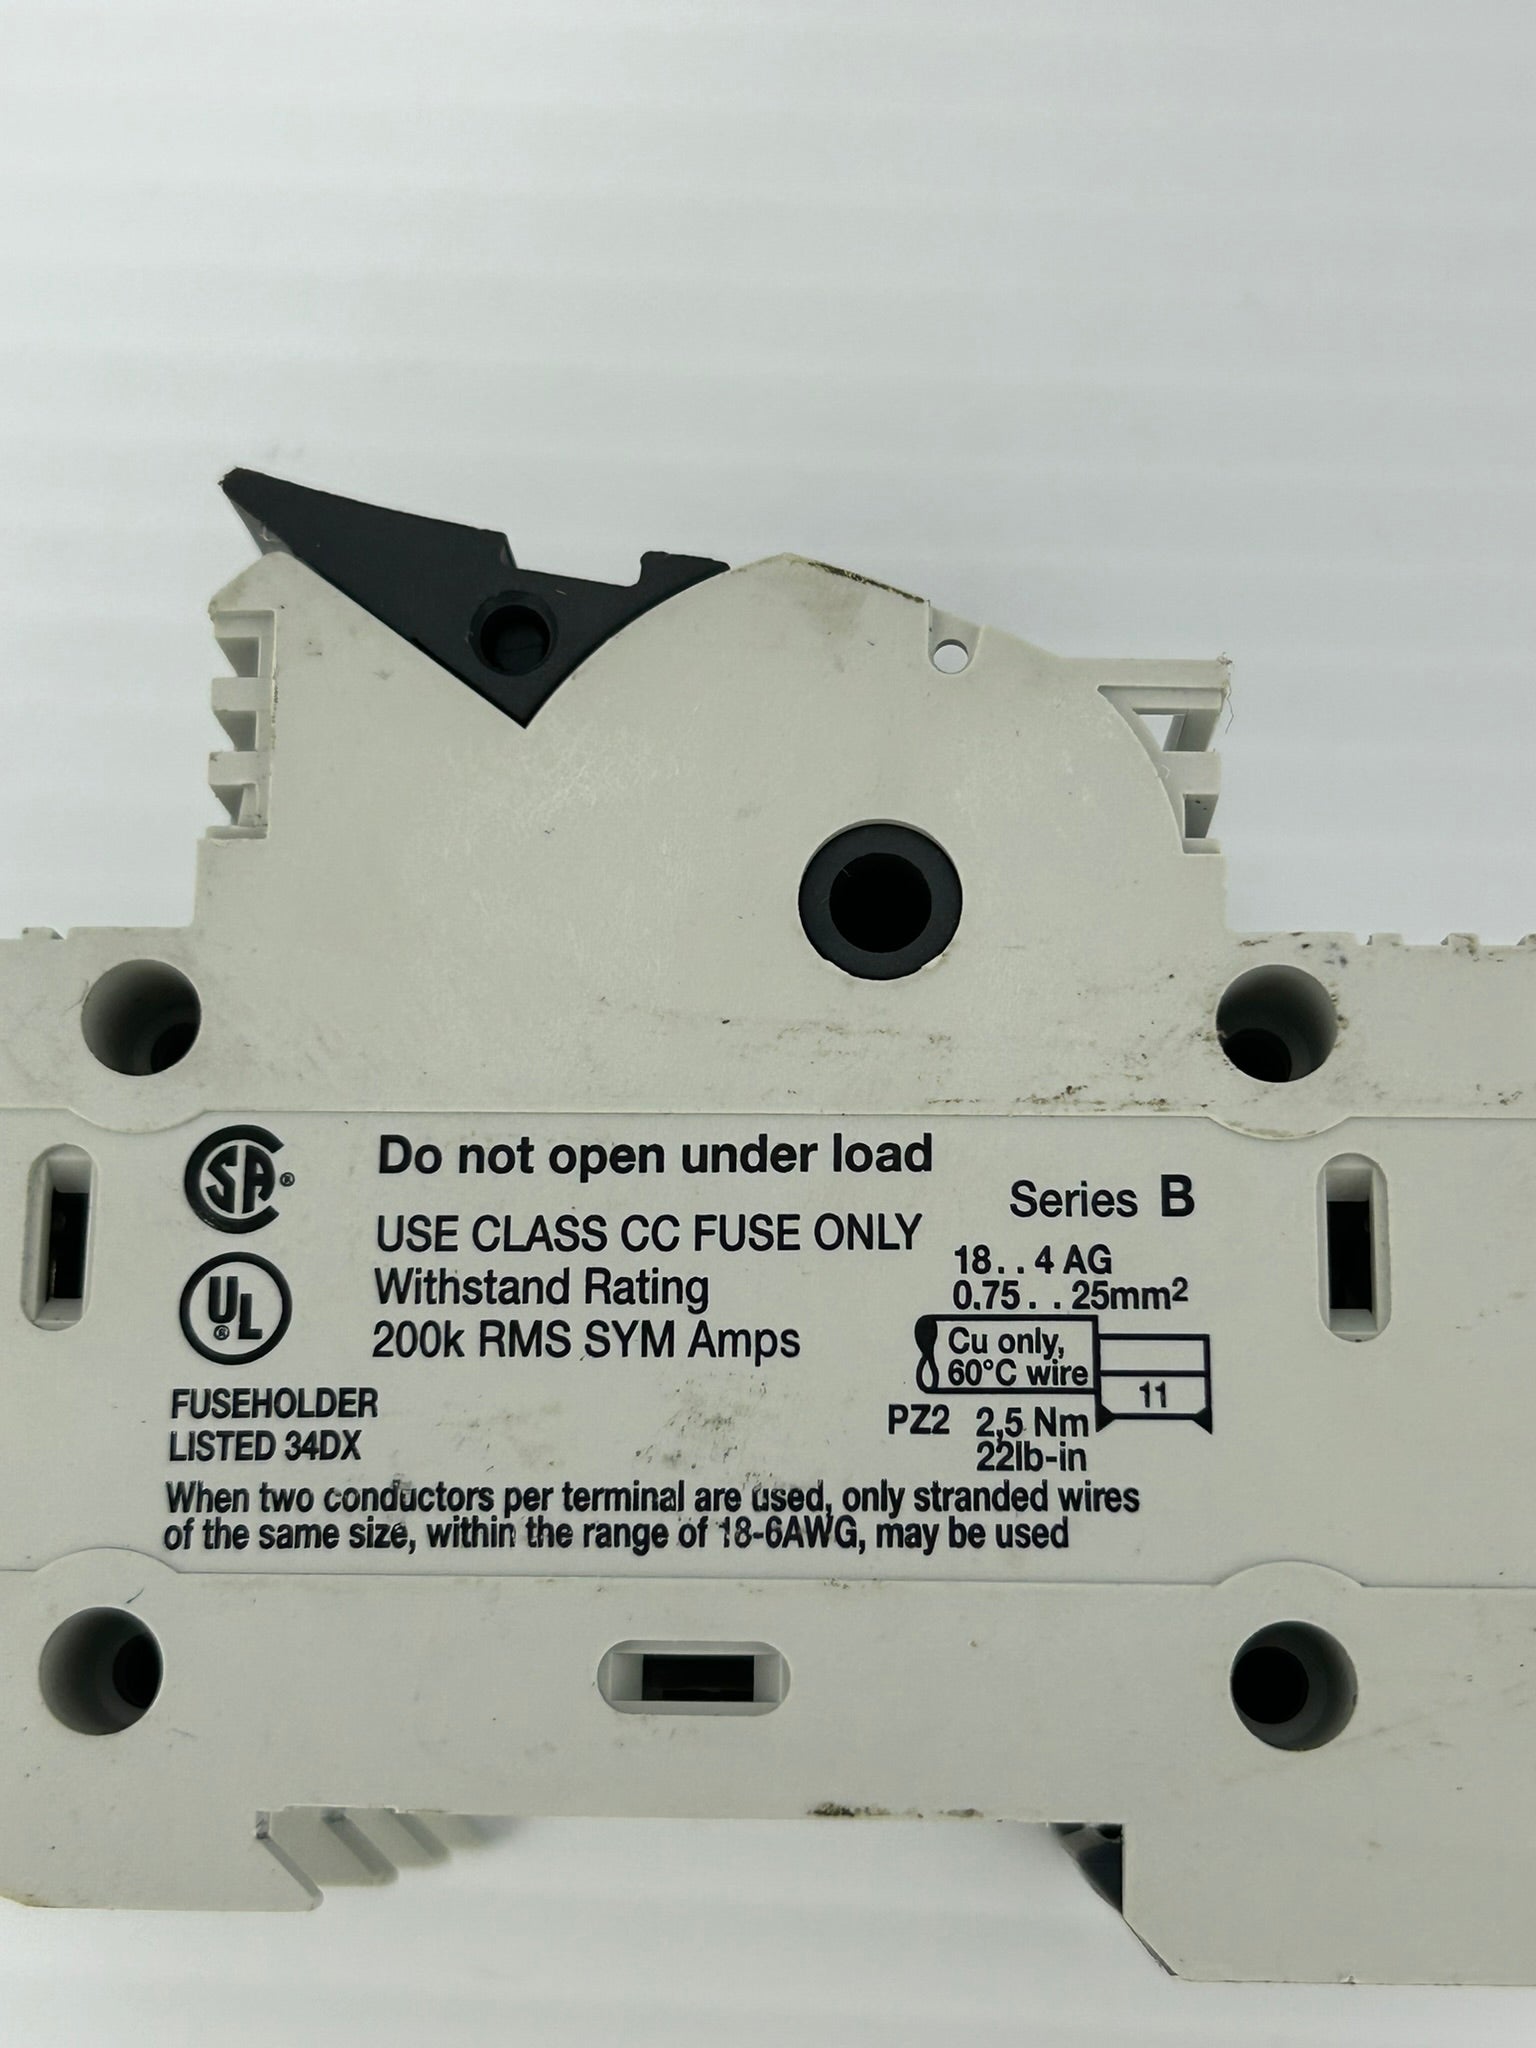 SA ®
Do not open under load
Series B
USE CLASS CC FUSE ONLY
18. . 4 AG
Withstand Rating
0.75 . . 25mm²
UL ®
200k RMS SYM Amps
Cu only,
60°C wire
11
FUSEHOLDER
PZ2 2,5 Nm
LISTED 34DX
22lb-in
When two conductors per terminal are used, only stranded wires
of the same size, within the range of 18-6AWG, may be used